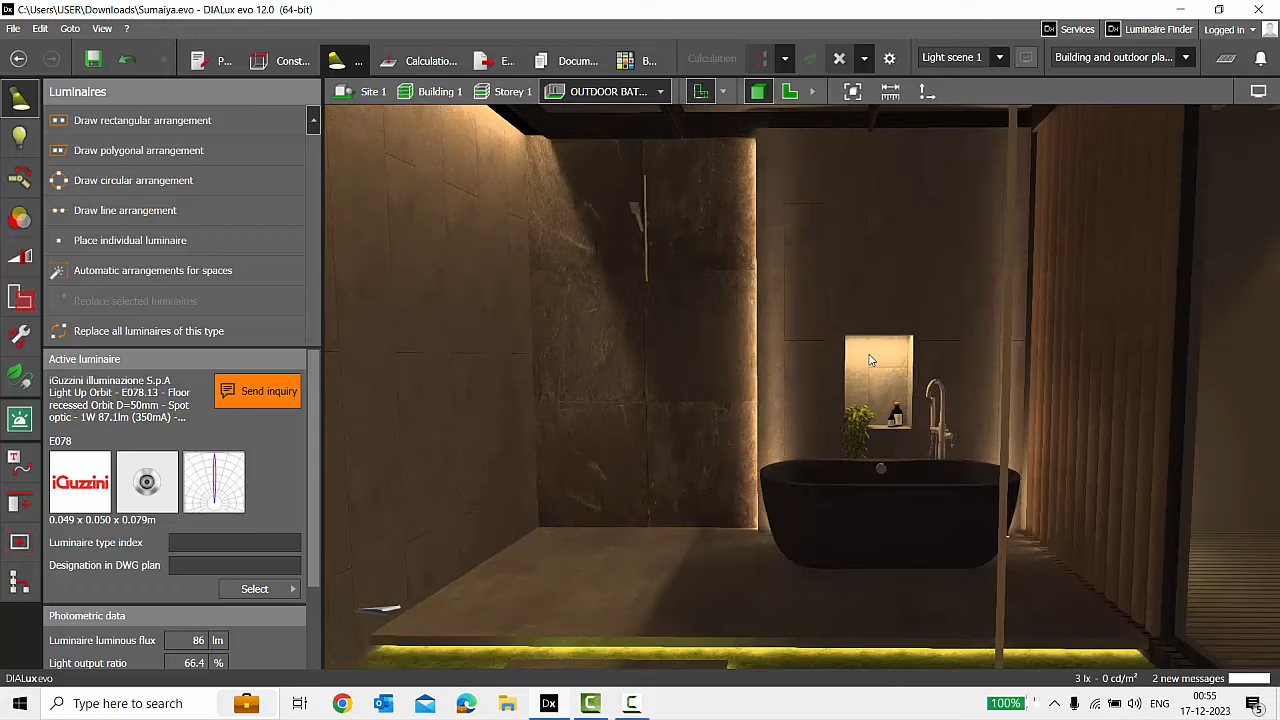 C:\Users\USER\Downloads\Sumaiya.evo - DIALux evo 12.0 (64-bit)
File Edit Goto View ?
Services Luminaire Finder Logged in
P... Const... ... Calculatio... E... Docum... B... Calculation Light scene 1 Building and outdoor pla...
Luminaires
Site 1 Building 1 Storey 1 OUTDOOR BAT...
Draw rectangular arrangement
Draw polygonal arrangement
Draw circular arrangement
Draw line arrangement
Place individual luminaire
Automatic arrangements for spaces
Replace selected luminaires
Replace all luminaires of this type
Active luminaire
iGuzzini illuminazione S.p.A
Light Up Orbit - E078.13 - Floor
recessed Orbit D=50mm - Spot
optic - 1W 87.1lm (350mA) -...
Send inquiry
E078
iGuzzini
0.049 x 0.050 x 0.079m
Luminaire type index
Designation in DWG plan
Select
Photometric data
Luminaire luminous flux 86 lm
Light output ratio 66.4 %
DIALux evo 3 lx - 0 cd/m² 2 new messages
Type here to search 100% ENG 00:55
17-12-2023 5